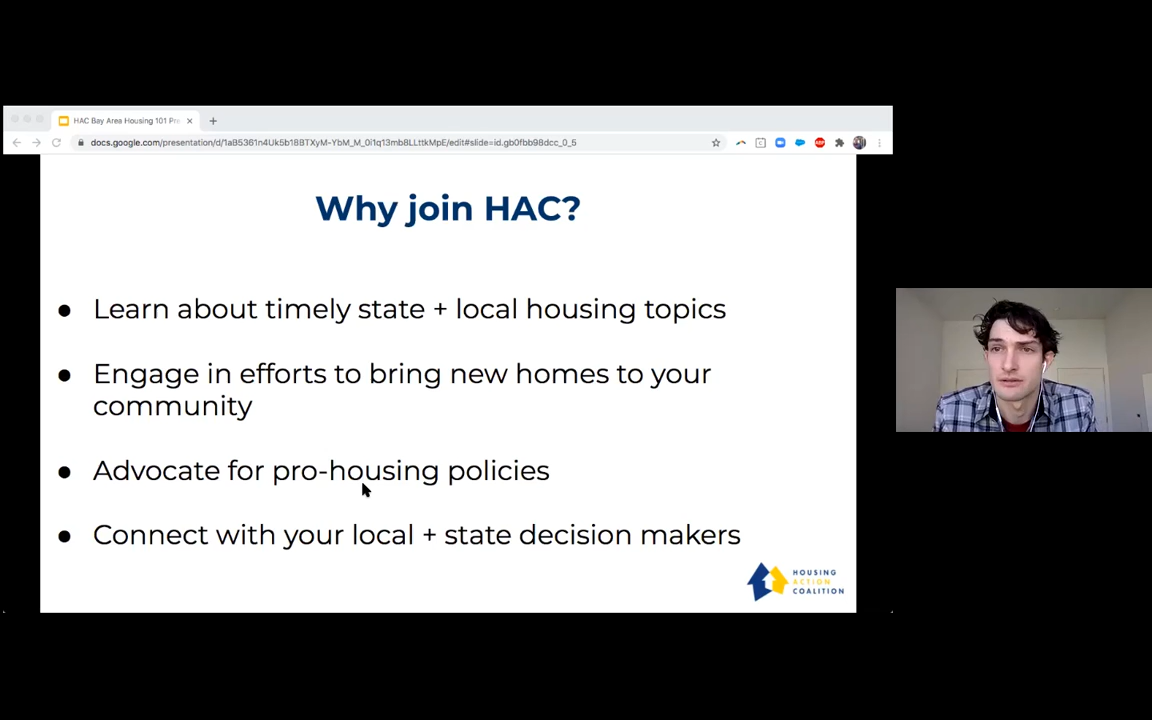 HAC Bay Area Housing 101 Pre
docs.google.com/presentation/d/1aB5361n4Uk5b18BTXyM-YbM_M_0i1q13mb8LLttkMpE/edit#slide=id.gb0fbb98dcc_0_5
Why join HAC?
● Learn about timely state + local housing topics
● Engage in efforts to bring new homes to your
community
● Advocate for pro-housing policies
● Connect with your local + state decision makers
HOUSING
ACTION
COALITION